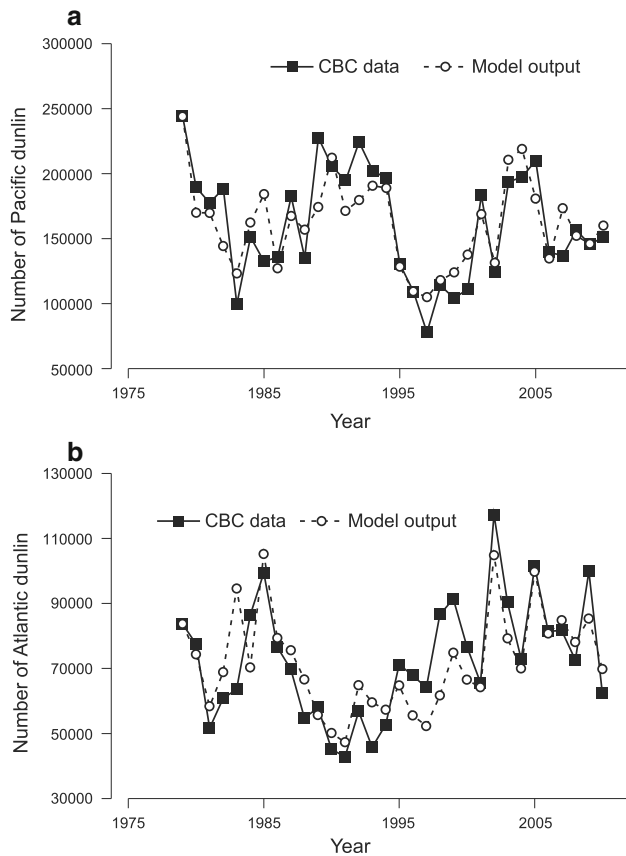 a
300000
CBC data Model output
250000
200000
150000
100000
50000
Number of Pacific dunlin
1975 1985 1995 2005
Year
b
130000
CBC data Model output
110000
90000
70000
50000
30000
Number of Atlantic dunlin
1975 1985 1995 2005
Year